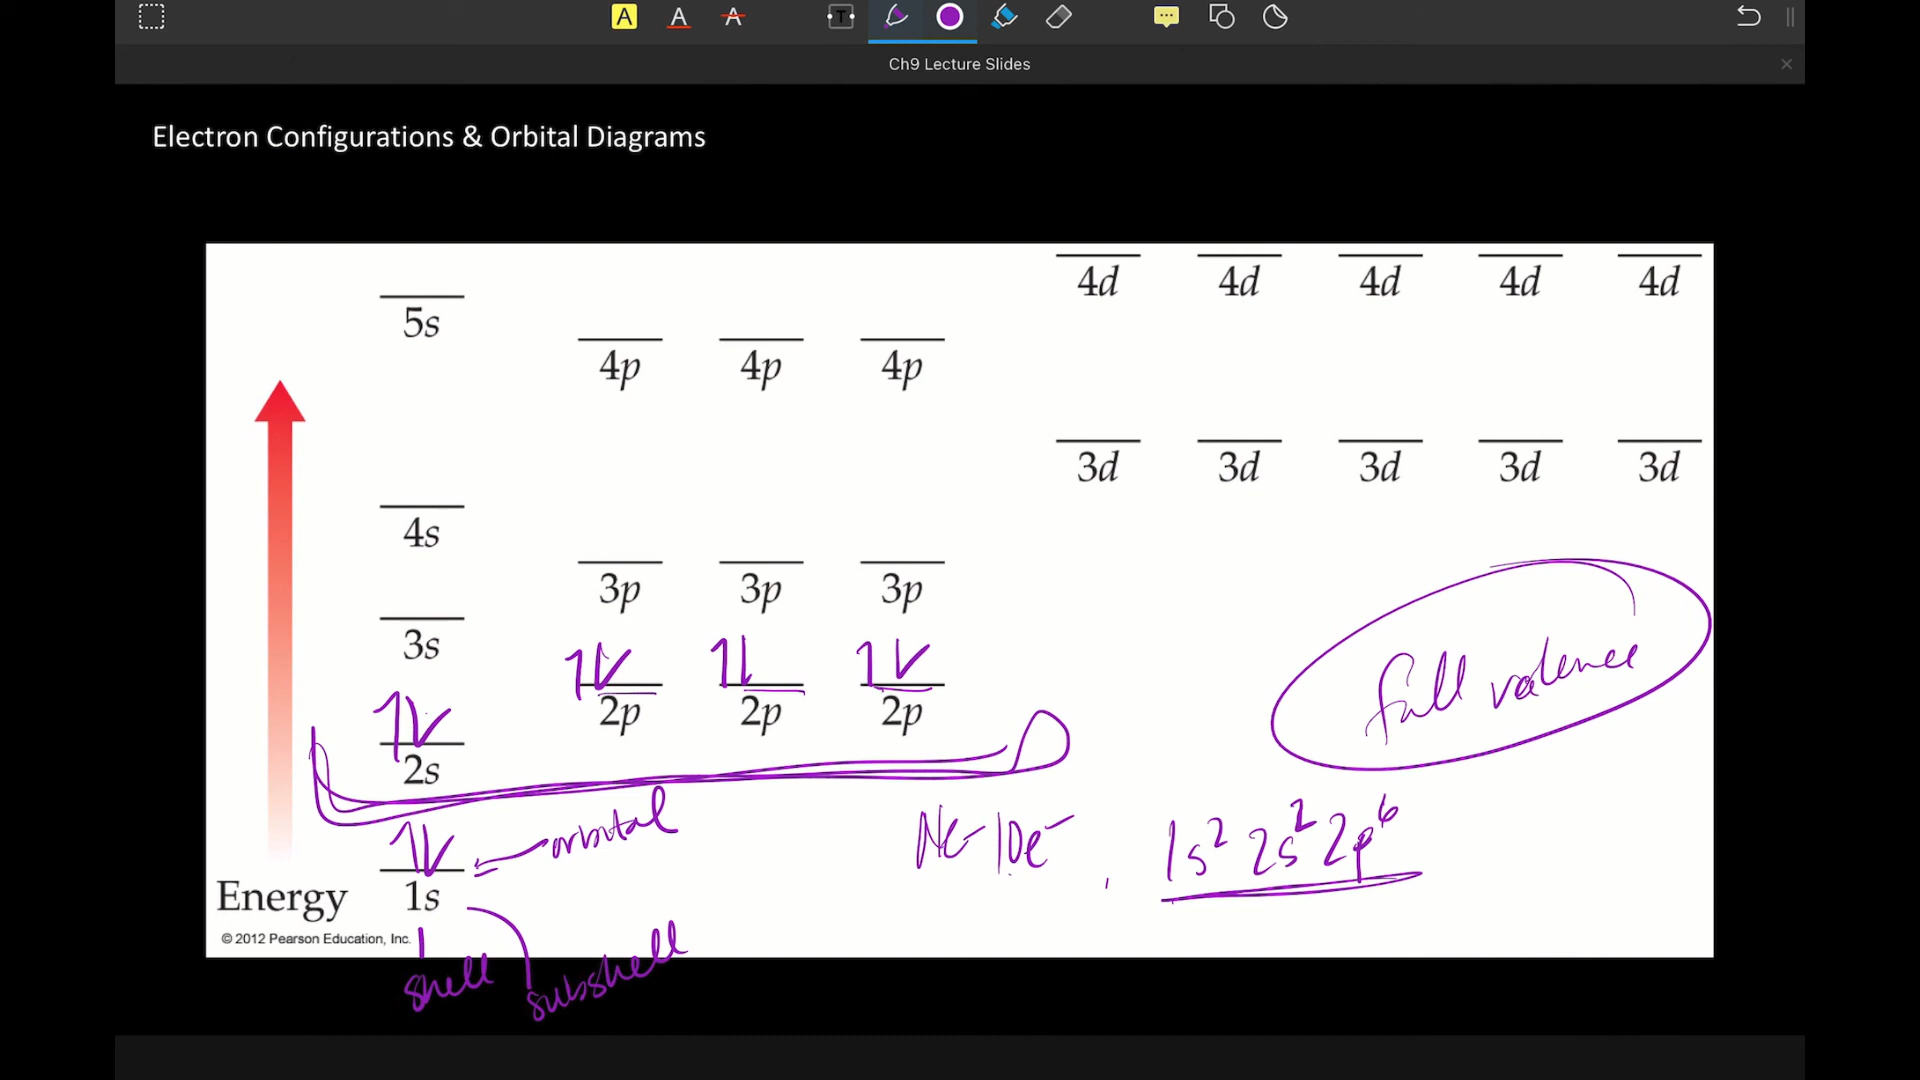 A A A T
Ch9 Lecture Slides
Electron Configurations & Orbital Diagrams
4d 4d 4d 4d 4d
5s
4p 4p 4p
3d 3d 3d 3d 3d
4s
3p 3p 3p
3s
full valence
2p 2p 2p
2s
orbital
Ne - 10e⁻
1s² 2s² 2p⁶
Energy 1s
© 2012 Pearson Education, Inc.
shell subshell